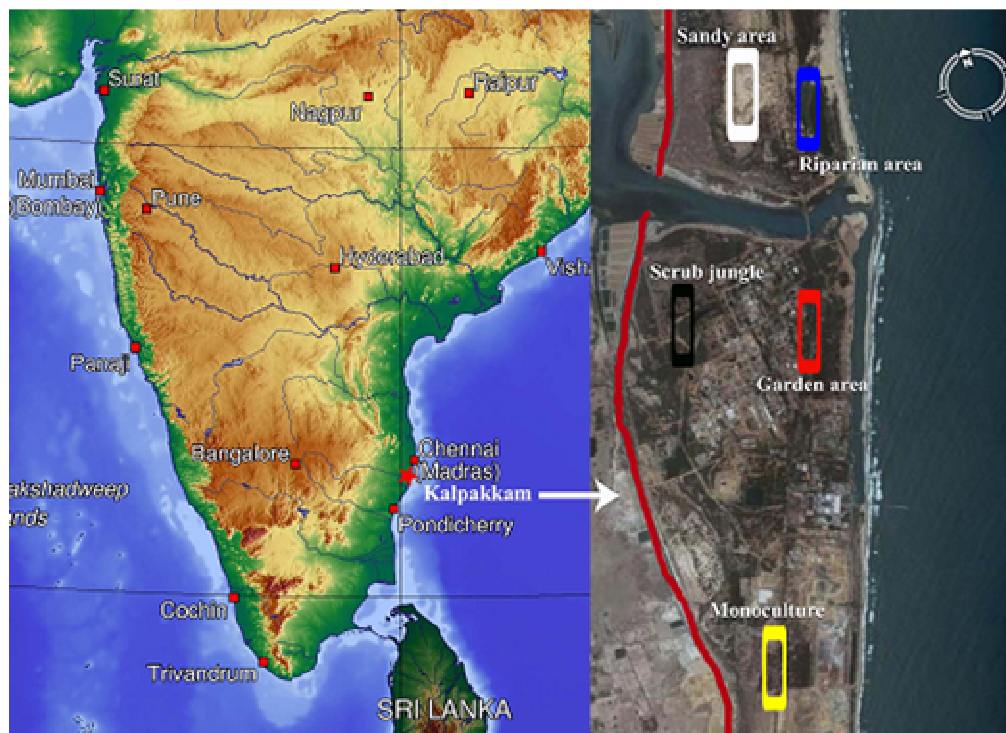 Surat
Nagpur
Raipur
Mumbai
(Bombay)
Pune
Hyderabad
Vish
Panaji
Bangalore
Chennai
(Madras)
Kalpakkam
Pondicherry
akshadweep
nds
Cochin
Trivandrum
SRI LANKA
Sandy area
Riparian area
N
Scrub jungle
Garden area
Monoculture